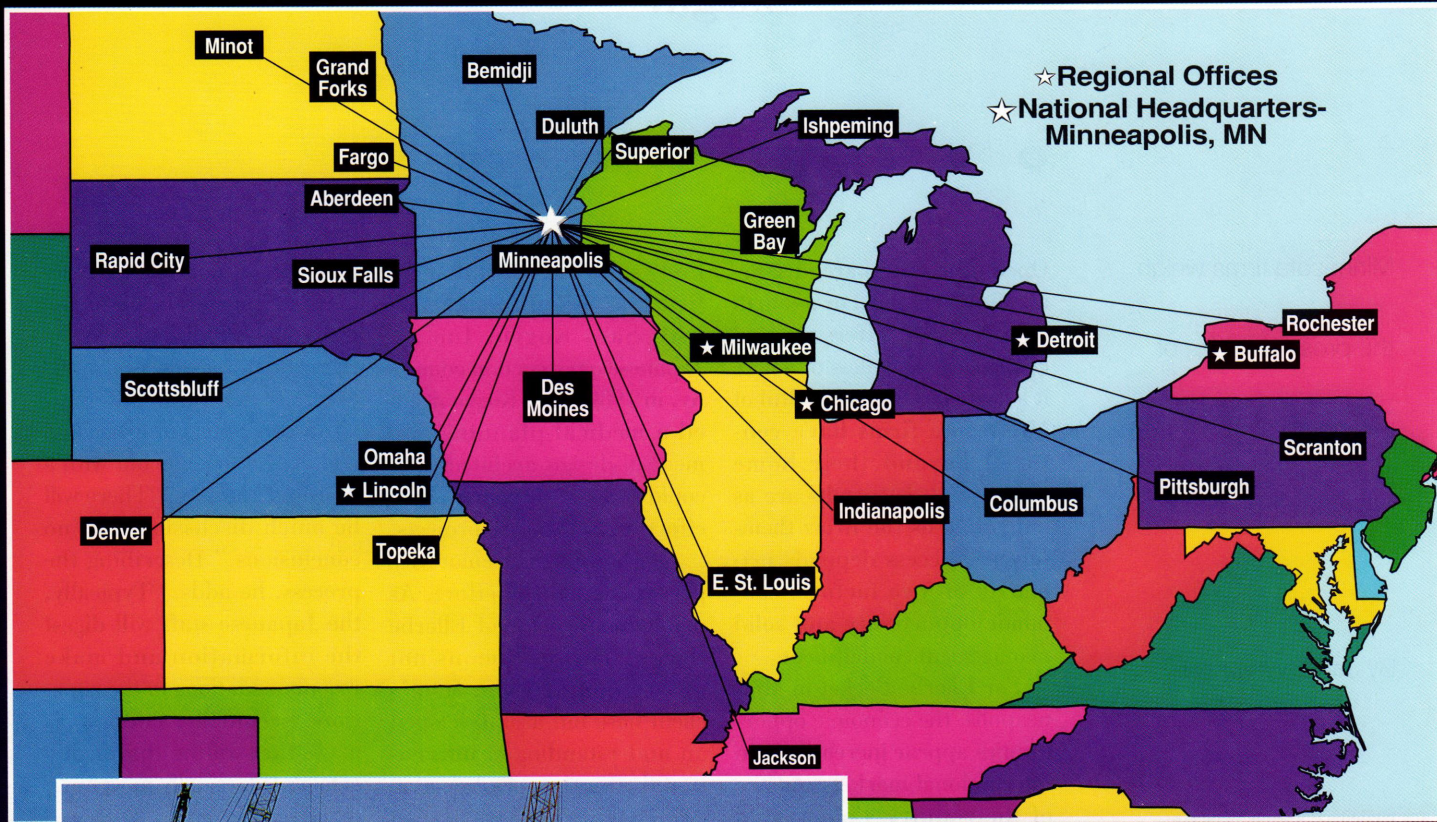 Minot
Grand
Forks
Bemidji
☆Regional Offices
☆National Headquarters-
Minneapolis, MN
Duluth
Ishpeming
Fargo
Superior
Aberdeen
Green
Bay
Rapid City
Sioux Falls
Minneapolis
Rochester
★ Milwaukee
★ Detroit
★ Buffalo
Scottsbluff
Des
Moines
★ Chicago
Omaha
Scranton
★ Lincoln
Pittsburgh
Denver
Indianapolis
Columbus
Topeka
E. St. Louis
Jackson